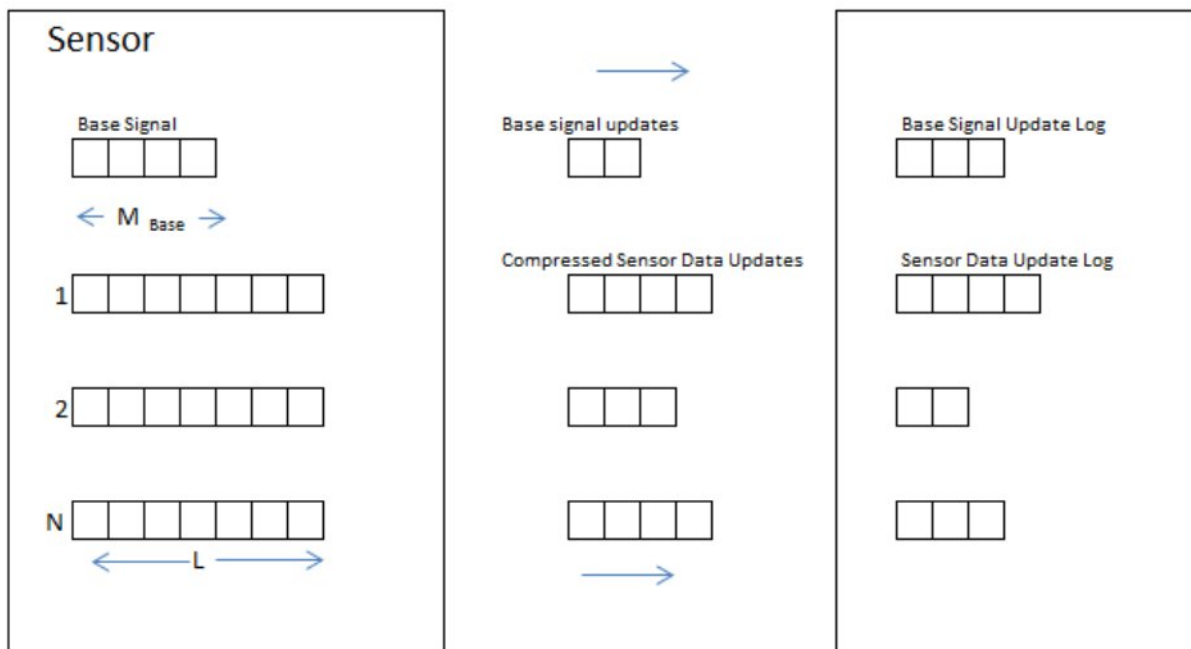 Sensor
Base Signal
Base signal updates
Base Signal Update Log
M Base
Compressed Sensor Data Updates
Sensor Data Update Log
1
2
N
L